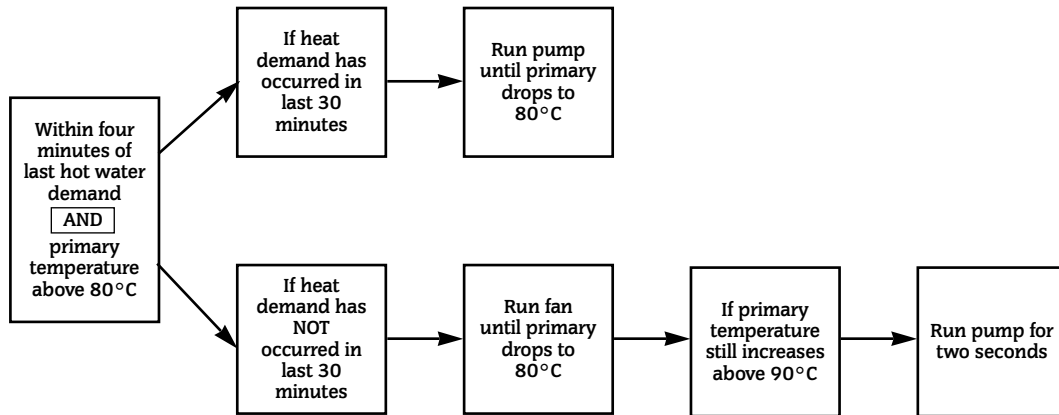 Within four
minutes of
last hot water
demand
AND
primary
temperature
above 80°C
If heat
demand has
occurred in
last 30
minutes
Run pump
until primary
drops to
80°C
If heat
demand has
NOT
occurred in
last 30
minutes
Run fan
until primary
drops to
80°C
If primary
temperature
still increases
above 90°C
Run pump for
two seconds